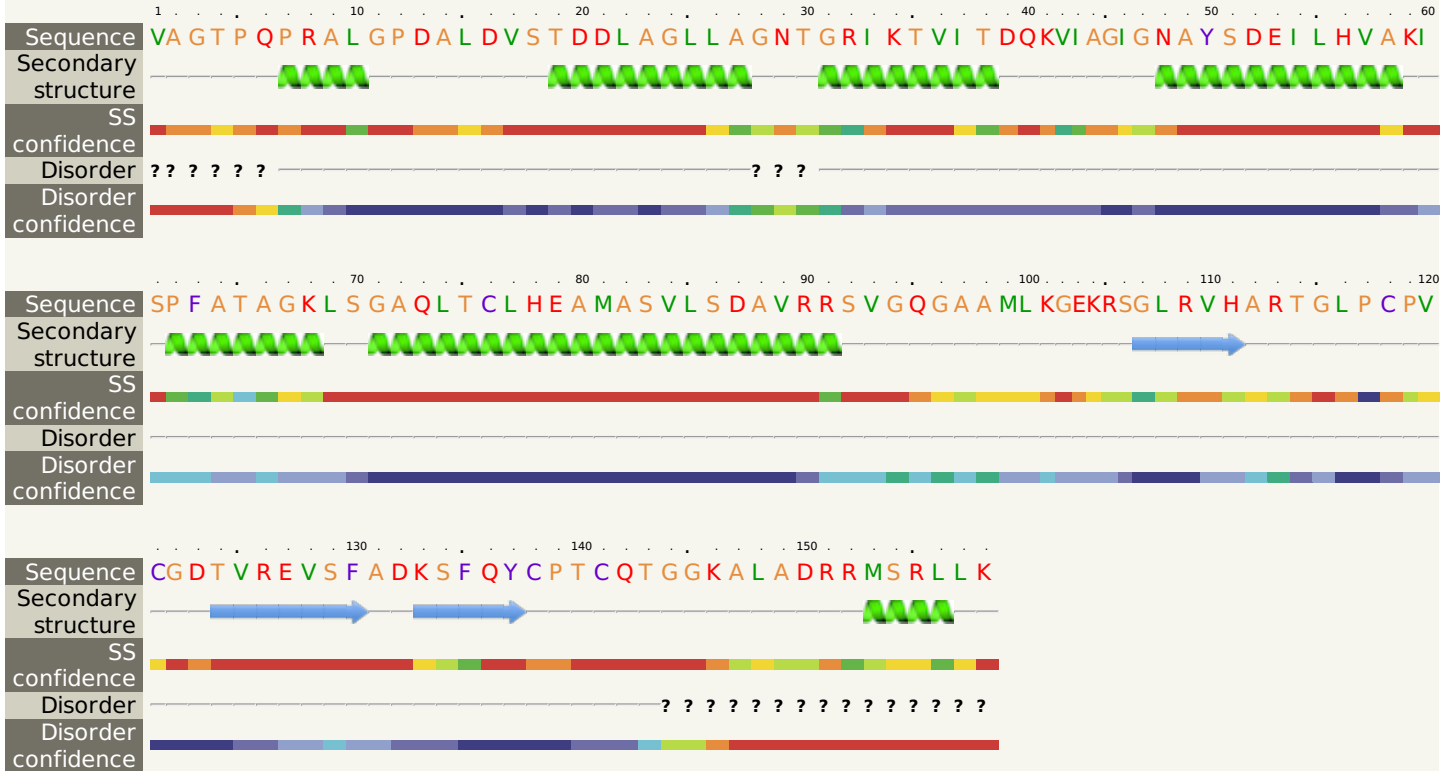 1 . . . . . . . . 10 . . . . . . . . . 20 . . . . . . . . . 30 . . . . . . . . . 40 . . . . . . . . . 50 . . . . . . . . . 60
Sequence VAGTPQPRALGPDALDVSTDDLAGLLAGNTGRIKTVITDQKVIAGIGNAYSDEILHVAKI
Secondary
structure
SS
confidence
Disorder ? ? ? ? ? ? ? ? ?
Disorder
confidence
. . . . . . . . . 70 . . . . . . . . . 80 . . . . . . . . . 90 . . . . . . . . . 100 . . . . . . . . . 110 . . . . . . . . . 120
Sequence SPFATAGKLSGAQLTCLHEAMASVLSDAVRRSVGQGAAMLKGEKRSGLRVHARTGLPCPV
Secondary
structure
SS
confidence
Disorder
Disorder
confidence
. . . . . . . . . 130 . . . . . . . . . 140 . . . . . . . . . 150 . . . . . . . .
Sequence CGDTVREVSFADKSFQYCPTCQTGGKALADRRMSRLLK
Secondary
structure
SS
confidence
Disorder ? ? ? ? ? ? ? ? ? ? ? ? ? ? ?
Disorder
confidence